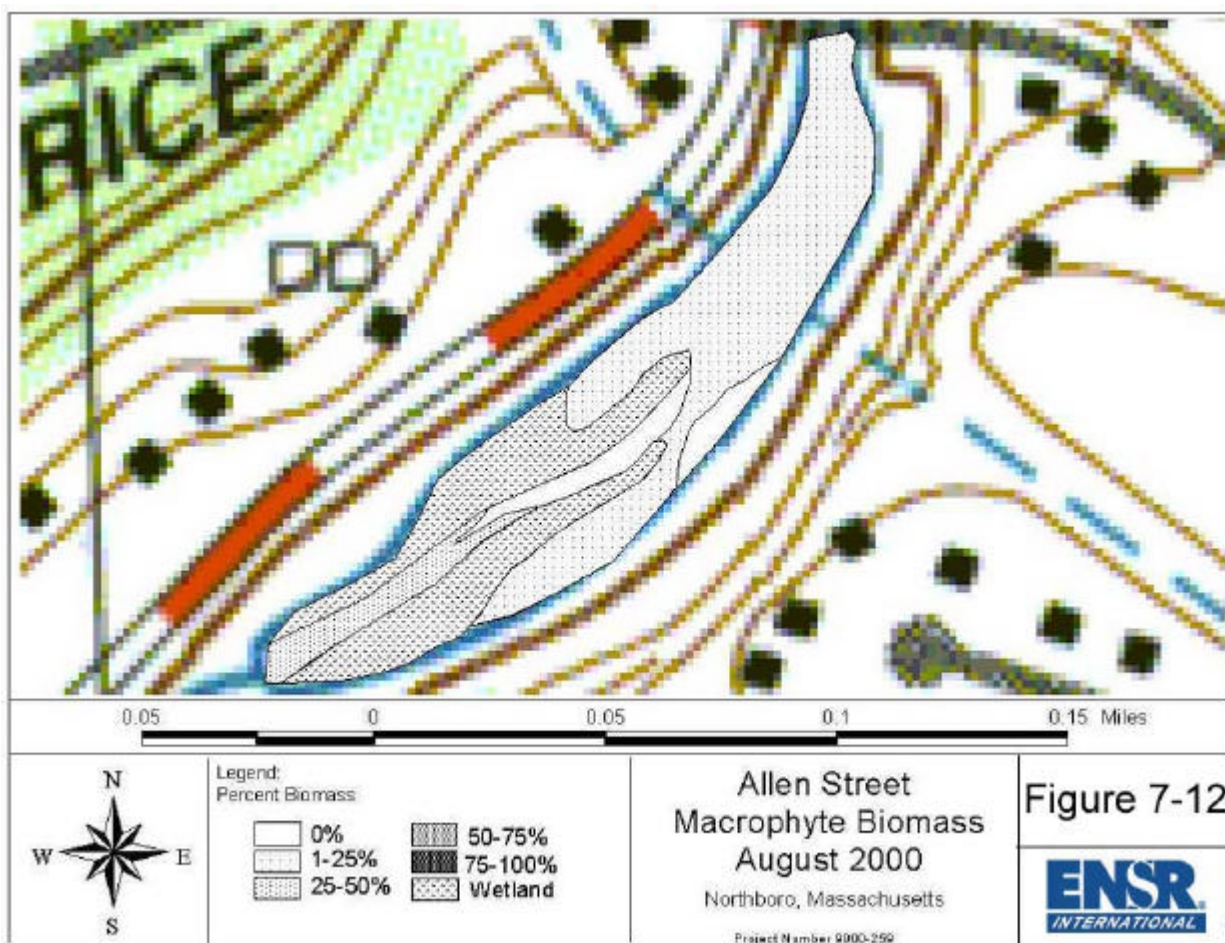 RICE
0.05 0 0.05 0.1 0.15 Miles
N
W E
S
Legend:
Percent Biomass
0%
1-25%
25-50%
50-75%
75-100%
Wetland
Allen Street
Macrophyte Biomass
August 2000
Northboro, Massachusetts
Project Number 9000-259
Figure 7-12
ENSR
INTERNATIONAL